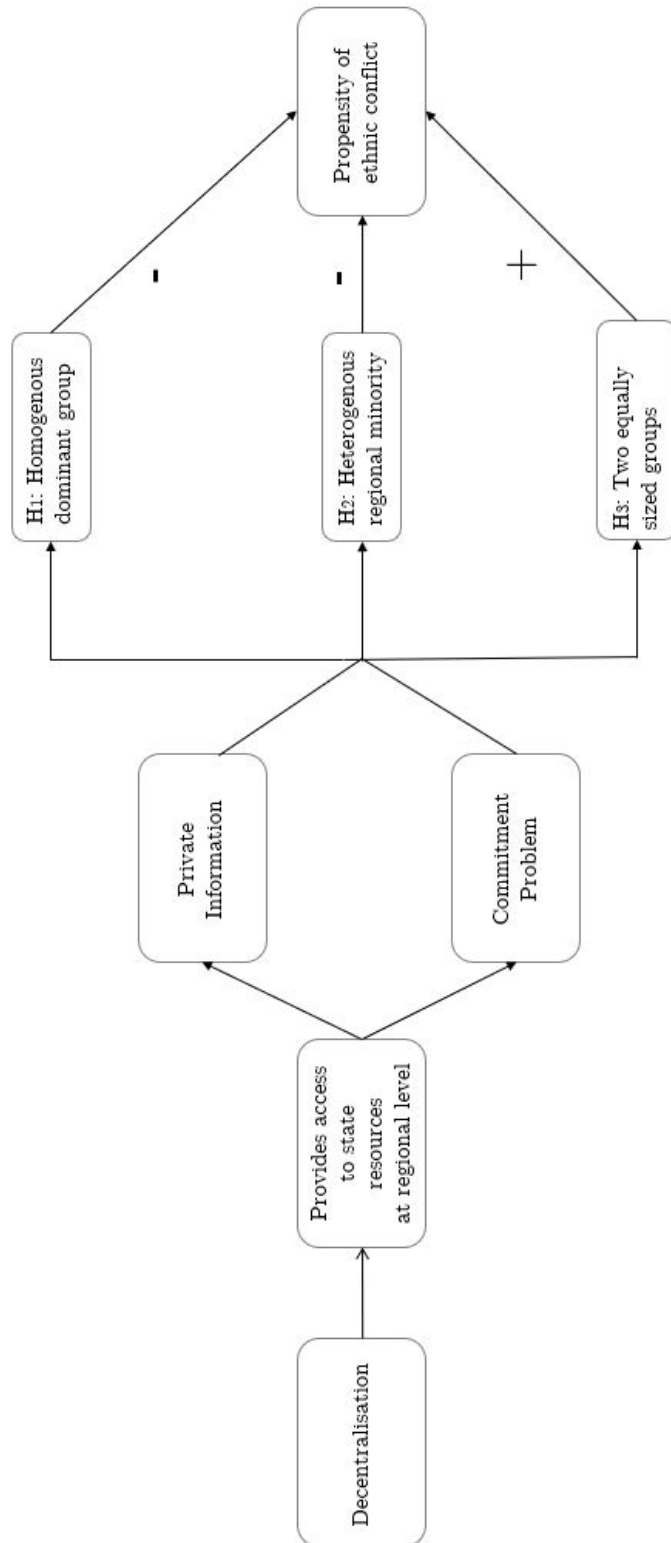 Decentralisation
Provides access
to state
resources
at regional level
Private
Information
Commitment
Problem
H1: Homogenous
dominant group
-
H2: Heterogenous
regional minority
-
H3: Two equally
sized groups
+
Propensity of
ethnic conflict